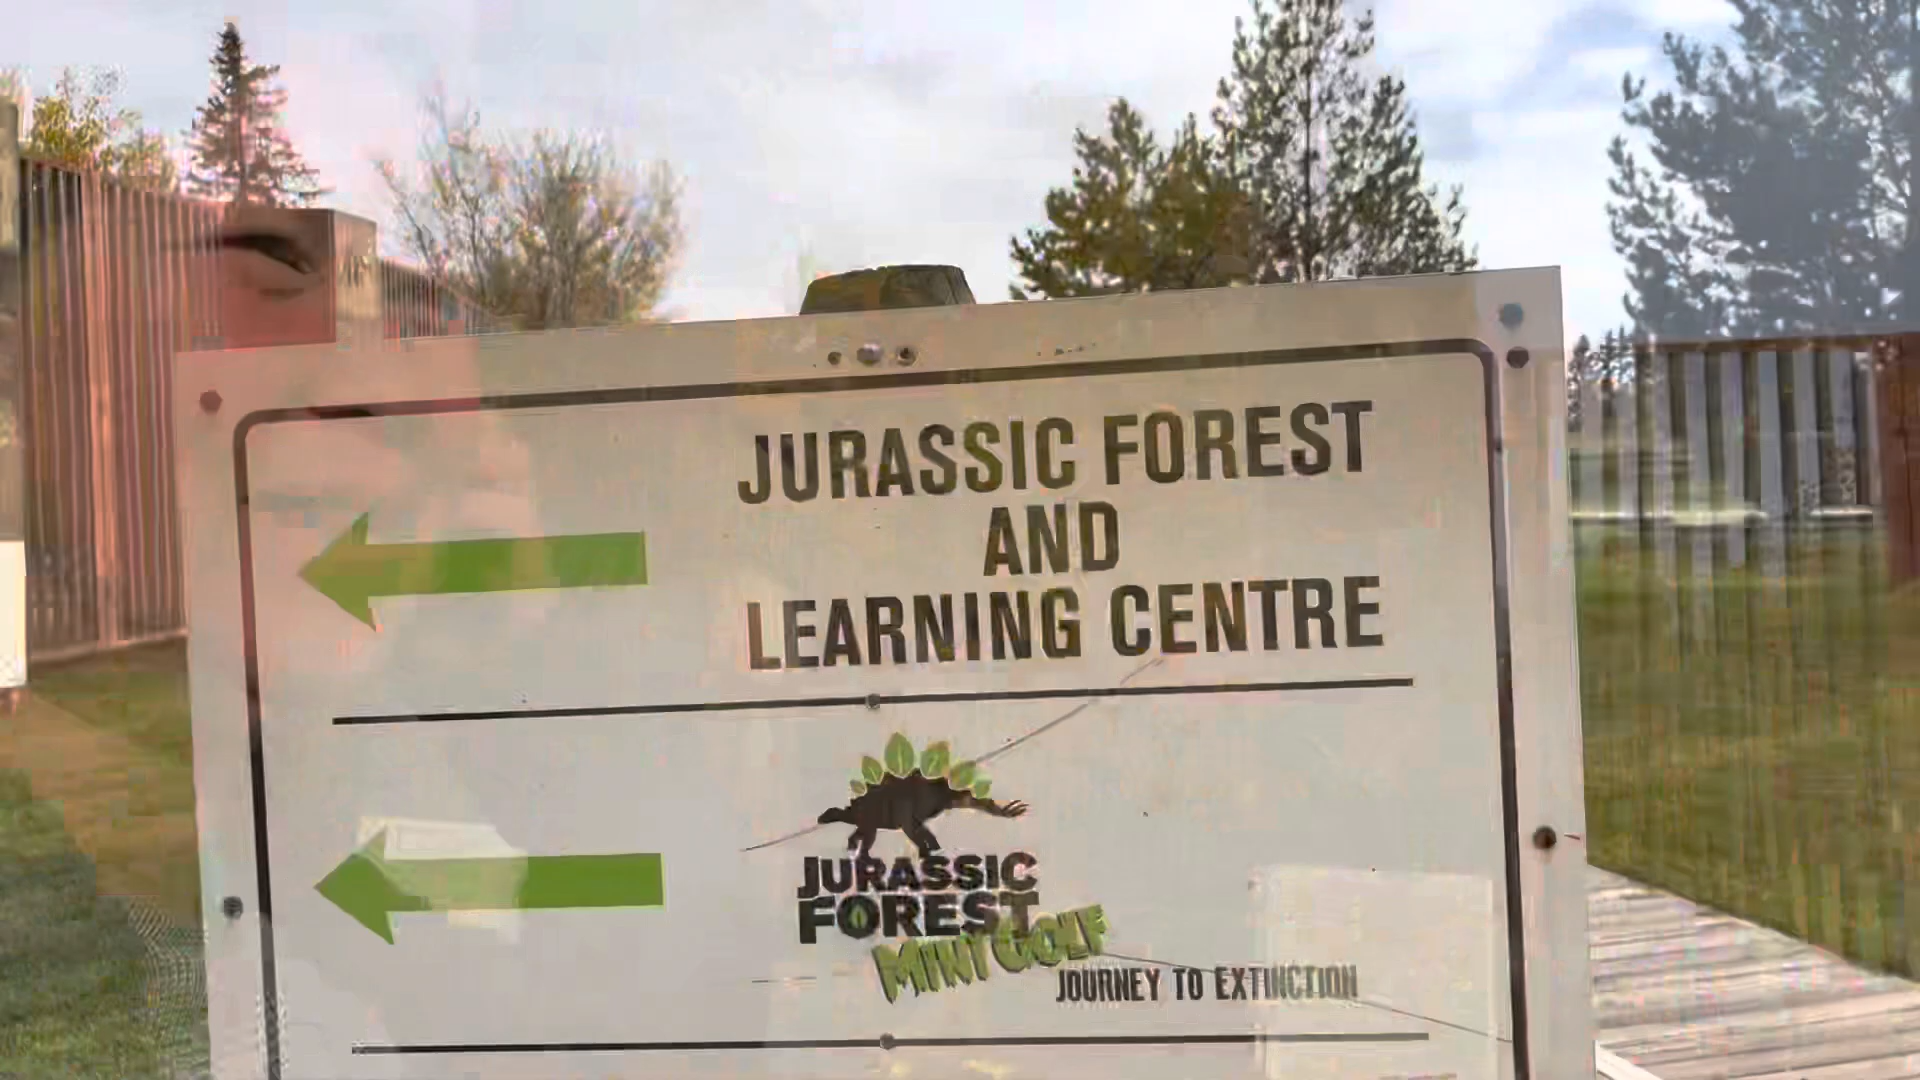 JURASSIC FOREST
AND
LEARNING CENTRE
JURASSIC
FOREST
MINI GOLF
JOURNEY TO EXTINCTION